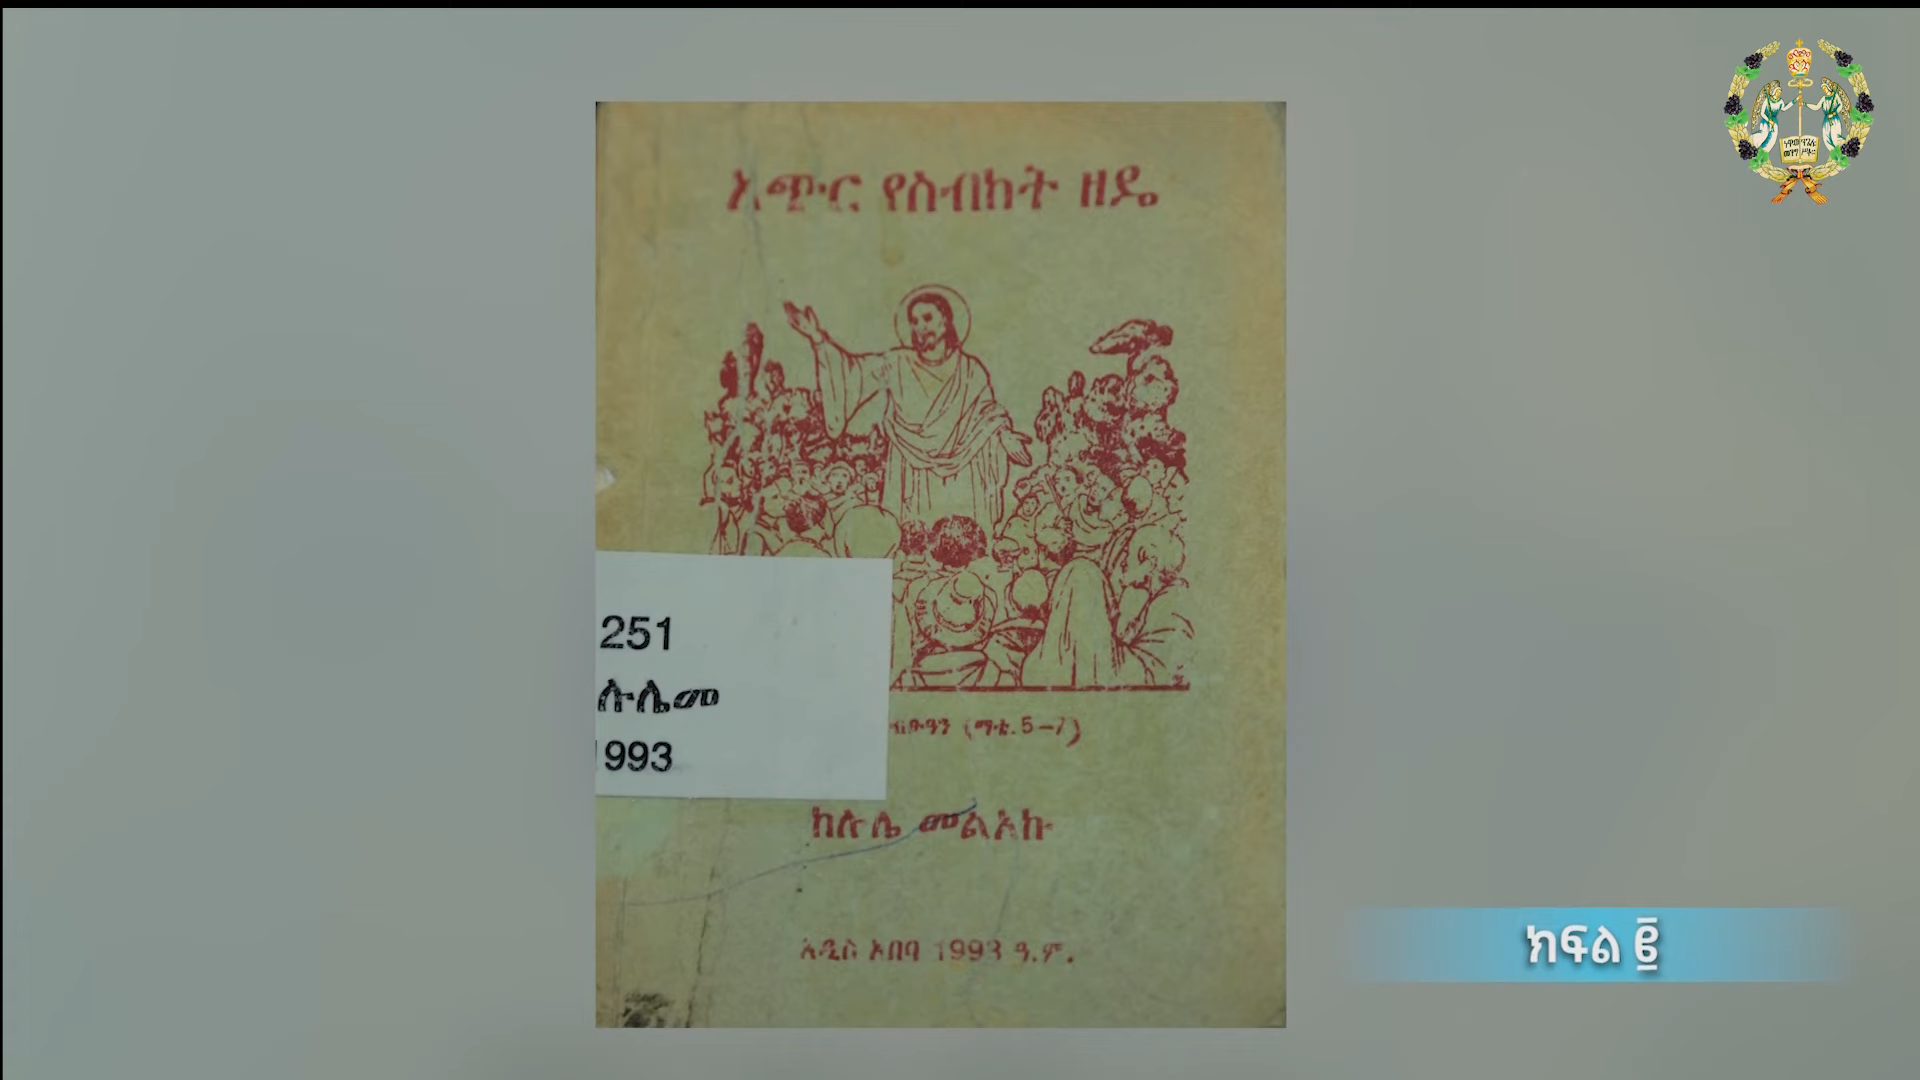 አጭር የስብከት ዘዴ
251
ሉሌመ
1993
(ማቴ.5–7)
ከሉሌ መልአኩ
አዲስ አበባ 1993 ዓ.ም.
ክፍል ፪